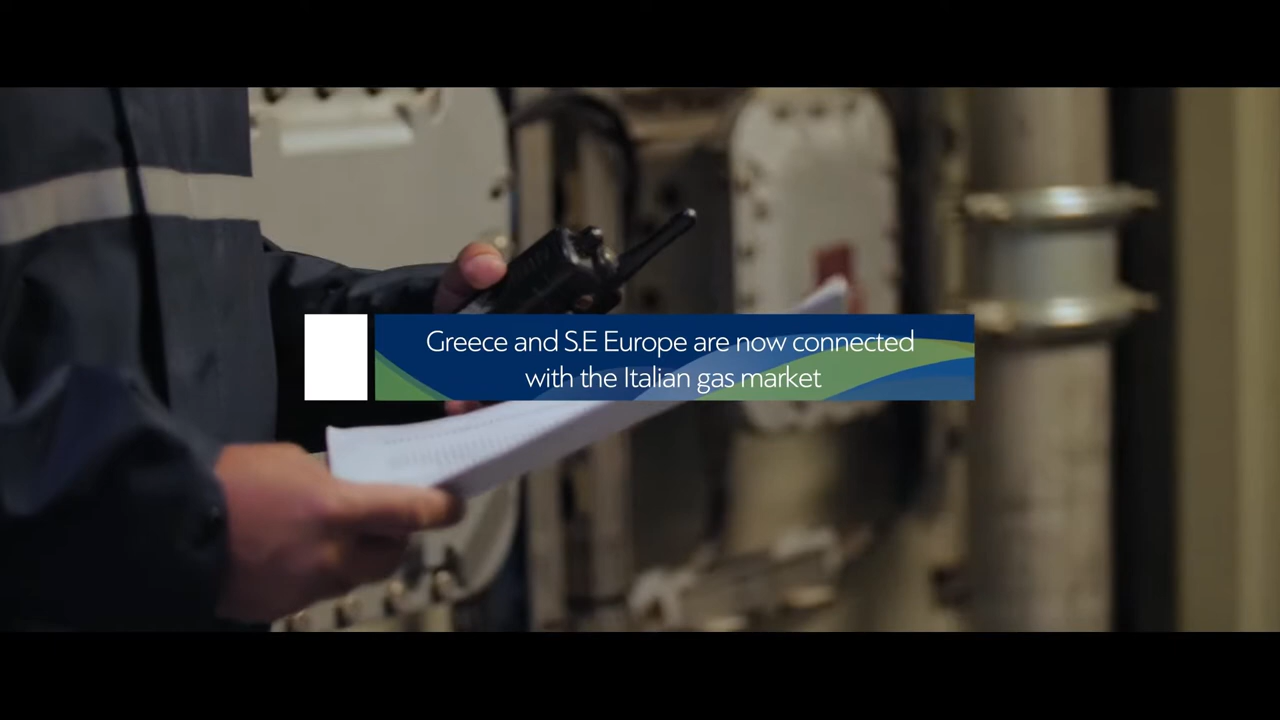 Greece and S.E Europe are now connected
with the Italian gas market